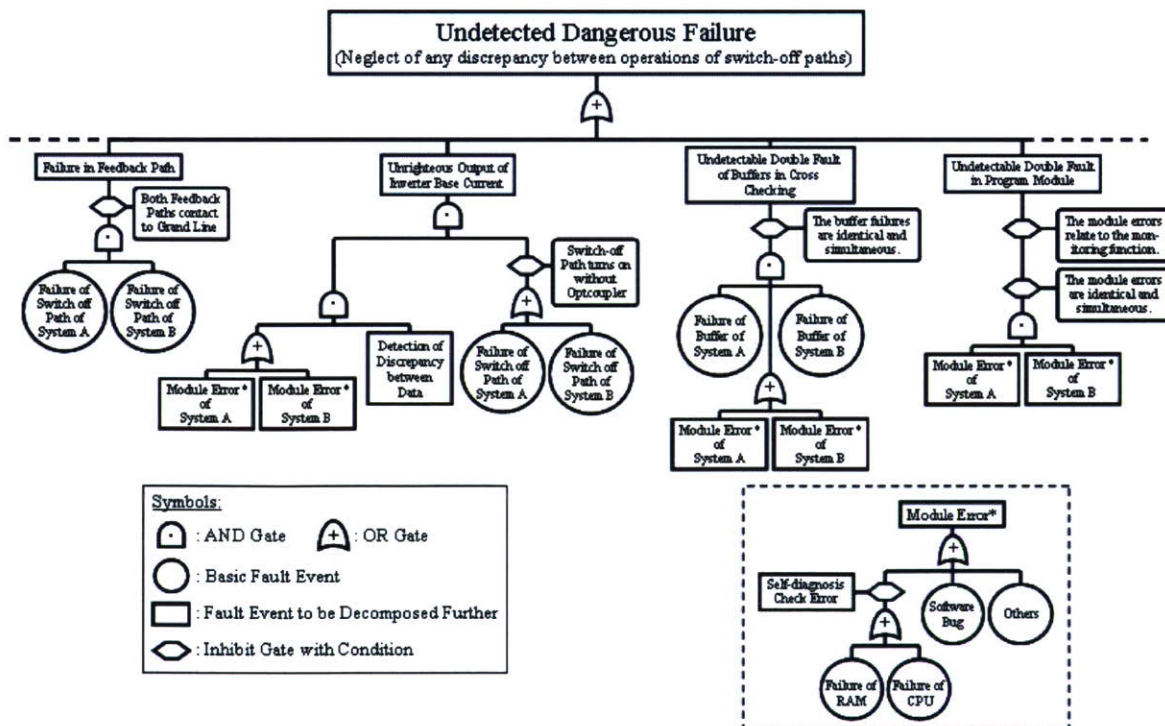 Undetected Dangerous Failure
(Neglect of any discrepancy between operations of switch-off paths)
+
Failure in Feedback Path
Both Feedback
Paths contact
to Grand Line
Failure of
Switch off
Path of
System A
Failure of
Switch off
Path of
System B
Unrighteous Output of
Inverter Base Current
Switch-off
Path turns on
without
Optcoupler
+
Module Error *
of
System A
Module Error *
of
System B
Detection of
Discrepancy
between
Data
+
Failure of
Switch off
Path of
System A
Failure of
Switch off
Path of
System B
Undetectable Double Fault
of Buffers in Cross
Checking
The buffer failures
are identical and
simultaneous.
Failure of
Buffer of
System A
Failure of
Buffer of
System B
+
Module Error *
of
System A
Module Error *
of
System B
Undetectable Double Fault
in Program Module
The module errors
relate to the mon-
itoring function.
The module errors
are identical and
simultaneous.
Module Error *
of
System A
Module Error *
of
System B
Symbols:
: AND Gate
+ : OR Gate
: Basic Fault Event
: Fault Event to be Decomposed Further
: Inhibit Gate with Condition
Module Error*
+
Self-diagnosis
Check Error
Software
Bug
Others
+
Failure of
RAM
Failure of
CPU